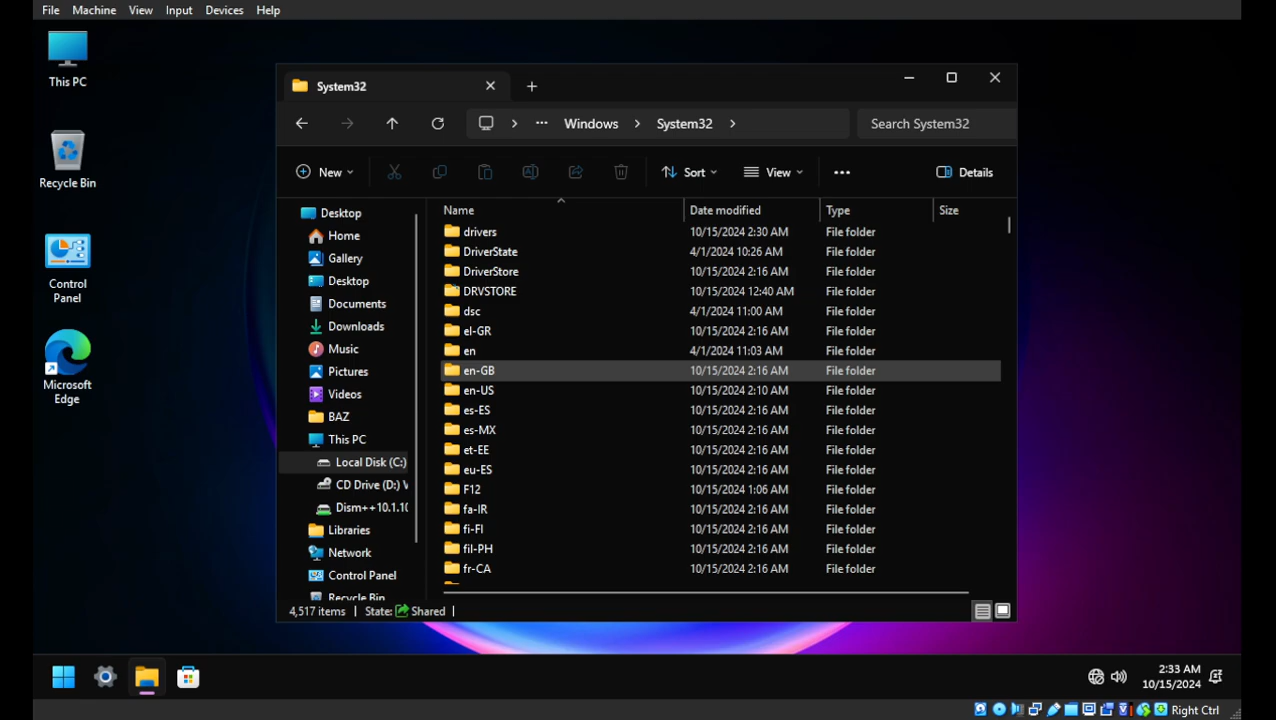 File Machine View Input Devices Help
This PC
Recycle Bin
Control
Panel
Microsoft
Edge
System32
Windows System32 Search System32
New Sort View Details
Desktop
Home
Gallery
Desktop
Documents
Downloads
Music
Pictures
Videos
BAZ
This PC
Local Disk (C:)
CD Drive (D:) V
Dism++10.1.10
Libraries
Network
Control Panel
Recycle Bin
Name Date modified Type Size
drivers 10/15/2024 2:30 AM File folder
DriverState 4/1/2024 10:26 AM File folder
DriverStore 10/15/2024 2:16 AM File folder
DRVSTORE 10/15/2024 12:40 AM File folder
dsc 4/1/2024 11:00 AM File folder
el-GR 10/15/2024 2:16 AM File folder
en 4/1/2024 11:03 AM File folder
en-GB 10/15/2024 2:16 AM File folder
en-US 10/15/2024 2:10 AM File folder
es-ES 10/15/2024 2:16 AM File folder
es-MX 10/15/2024 2:16 AM File folder
et-EE 10/15/2024 2:16 AM File folder
eu-ES 10/15/2024 2:16 AM File folder
F12 10/15/2024 1:06 AM File folder
fa-IR 10/15/2024 2:16 AM File folder
fi-FI 10/15/2024 2:16 AM File folder
fil-PH 10/15/2024 2:16 AM File folder
fr-CA 10/15/2024 2:16 AM File folder
4,517 items State: Shared
2:33 AM
10/15/2024
Right Ctrl